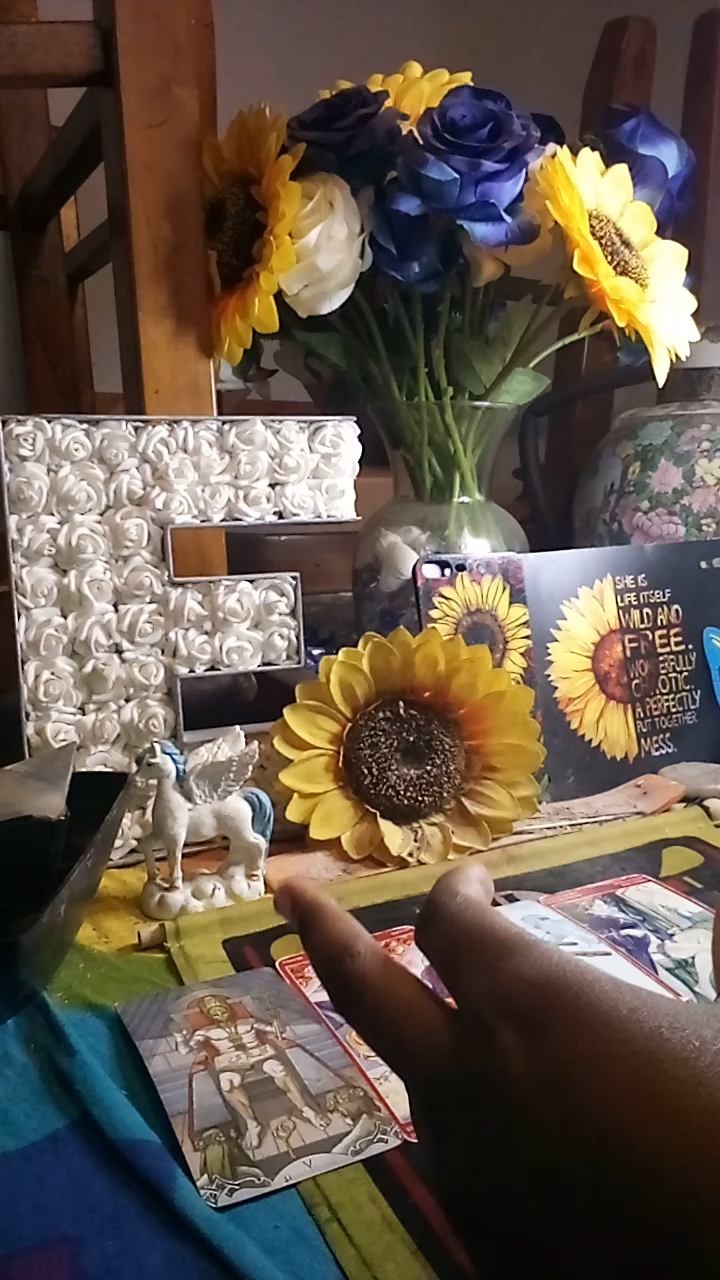 E
SHE IS
LIFE ITSELF
WILD AND
FREE.
WONDERFULLY
CHAOTIC.
A PERFECTLY
PUT TOGETHER
MESS.
V